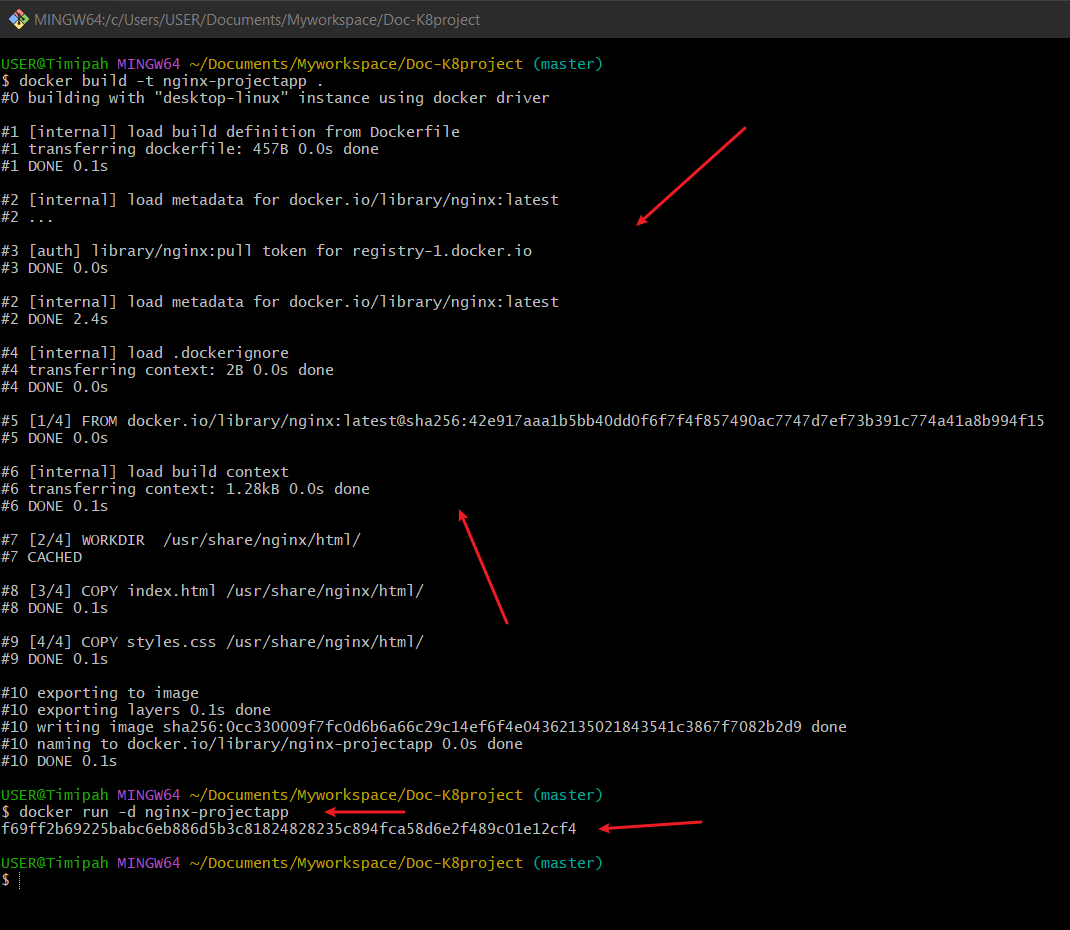 MINGW64:/c/Users/USER/Documents/Myworkspace/Doc-K8project
USER@Timipah MINGW64 ~/Documents/Myworkspace/Doc-K8project (master)
$ docker build -t nginx-projectapp .
#0 building with "desktop-linux" instance using docker driver
#1 [internal] load build definition from Dockerfile
#1 transferring dockerfile: 457B 0.0s done
#1 DONE 0.1s
#2 [internal] load metadata for docker.io/library/nginx:latest
#2 ...
#3 [auth] library/nginx:pull token for registry-1.docker.io
#3 DONE 0.0s
#2 [internal] load metadata for docker.io/library/nginx:latest
#2 DONE 2.4s
#4 [internal] load .dockerignore
#4 transferring context: 2B 0.0s done
#4 DONE 0.0s
#5 [1/4] FROM docker.io/library/nginx:latest@sha256:42e917aaa1b5bb40dd0f6f7f4f857490ac7747d7ef73b391c774a41a8b994f15
#5 DONE 0.0s
#6 [internal] load build context
#6 transferring context: 1.28kB 0.0s done
#6 DONE 0.1s
#7 [2/4] WORKDIR  /usr/share/nginx/html/
#7 CACHED
#8 [3/4] COPY index.html /usr/share/nginx/html/
#8 DONE 0.1s
#9 [4/4] COPY styles.css /usr/share/nginx/html/
#9 DONE 0.1s
#10 exporting to image
#10 exporting layers 0.1s done
#10 writing image sha256:0cc330009f7fc0d6b6a66c29c14ef6f4e04362135021843541c3867f7082b2d9 done
#10 naming to docker.io/library/nginx-projectapp 0.0s done
#10 DONE 0.1s
USER@Timipah MINGW64 ~/Documents/Myworkspace/Doc-K8project (master)
$ docker run -d nginx-projectapp
f69ff2b69225babc6eb886d5b3c81824828235c894fca58d6e2f489c01e12cf4
USER@Timipah MINGW64 ~/Documents/Myworkspace/Doc-K8project (master)
$